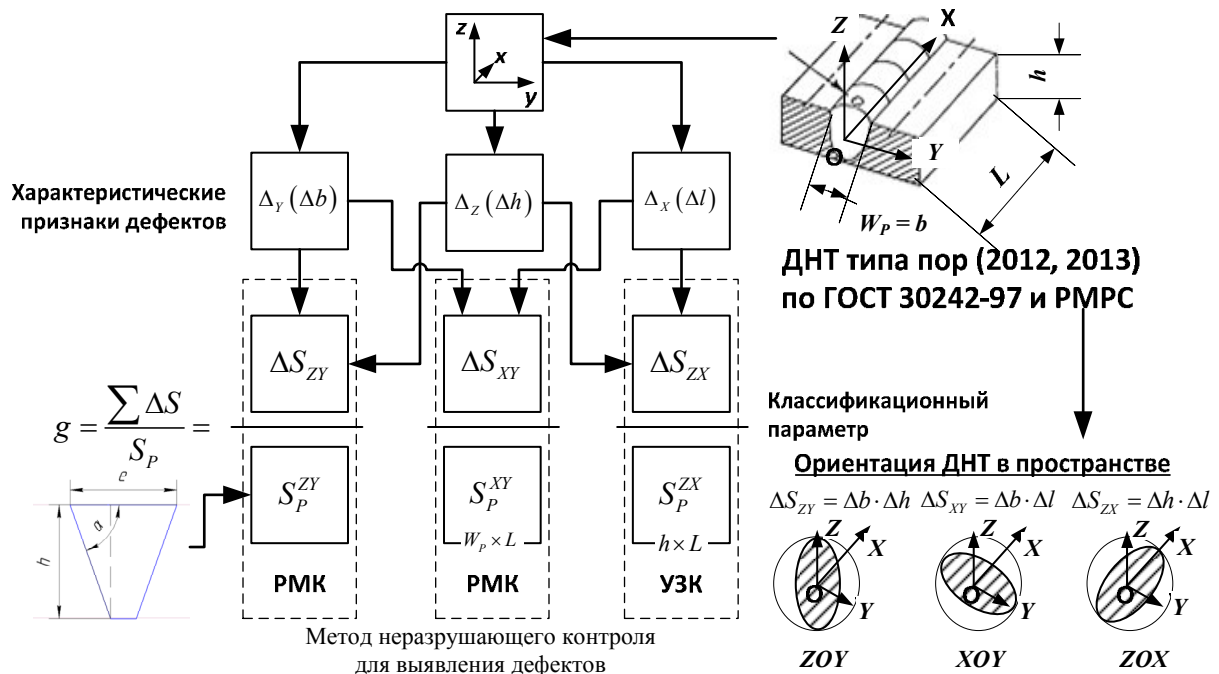 z
x
y
X
Z
h
O
Y
L
W_P = b
Характеристические
признаки дефектов
Δ_Y (Δb)
Δ_Z (Δh)
Δ_X (Δl)
ДНТ типа пор (2012, 2013)
по ГОСТ 30242-97 и РМРС
ΔS_ZY
ΔS_XY
ΔS_ZX
g = ∑ ΔS / S_P =
Классификационный
параметр
e
a
h
S_P^ZY
S_P^XY
W_P × L
S_P^ZX
h × L
РМК
РМК
УЗК
Метод неразрушающего контроля
для выявления дефектов
Ориентация ДНТ в пространстве
ΔS_ZY = Δb · Δh
ΔS_XY = Δb · Δl
ΔS_ZX = Δh · Δl
Z
X
O
Y
Z
X
O
Y
Z
X
O
Y
ZOY
XOY
ZOX